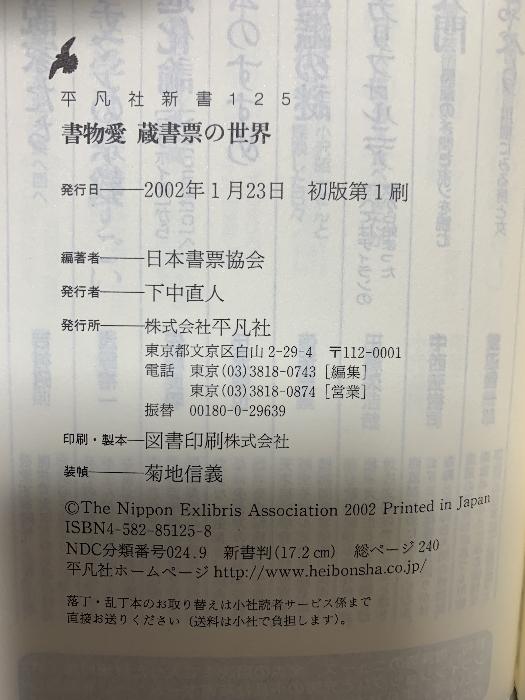 平凡社新書125
書物愛 蔵書票の世界
発行日――2002年1月23日 初版第1刷
編著者――日本書票協会
発行者――下中直人
発行所――株式会社平凡社
東京都文京区白山2-29-4 〒112-0001
電話 東京(03)3818-0743［編集］
東京(03)3818-0874［営業］
振替 00180-0-29639
印刷・製本―図書印刷株式会社
装幀――菊地信義
©The Nippon Exlibris Association 2002 Printed in Japan
ISBN4-582-85125-8
NDC分類番号024.9 新書判(17.2cm) 総ページ240
平凡社ホームページ http://www.heibonsha.co.jp/
落丁・乱丁本のお取り替えは小社読者サービス係まで
直接お送りください（送料は小社で負担します）。